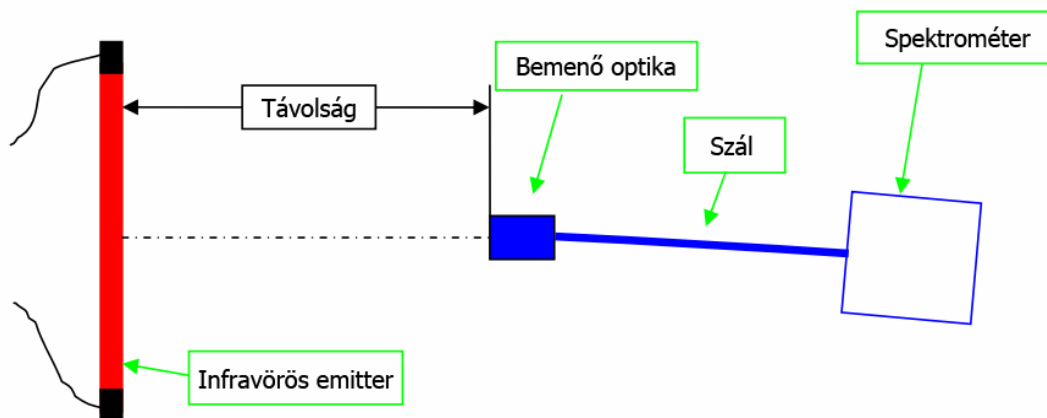 Spektrométer
Bemenő optika
Távolság
Szál
Infravörös emitter